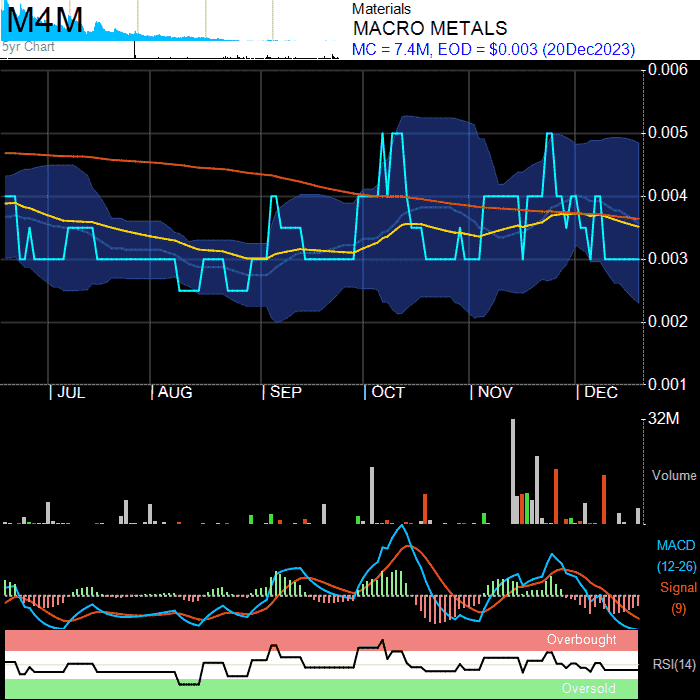 M4M
5yr Chart
Materials
MACRO METALS
MC = 7.4M, EOD = $0.003 (20Dec2023)
0.006
0.005
0.004
0.003
0.002
0.001
| JUL | AUG | SEP | OCT | NOV | DEC
32M
Volume
MACD
(12-26)
Signal
(9)
Overbought
RSI(14)
Oversold